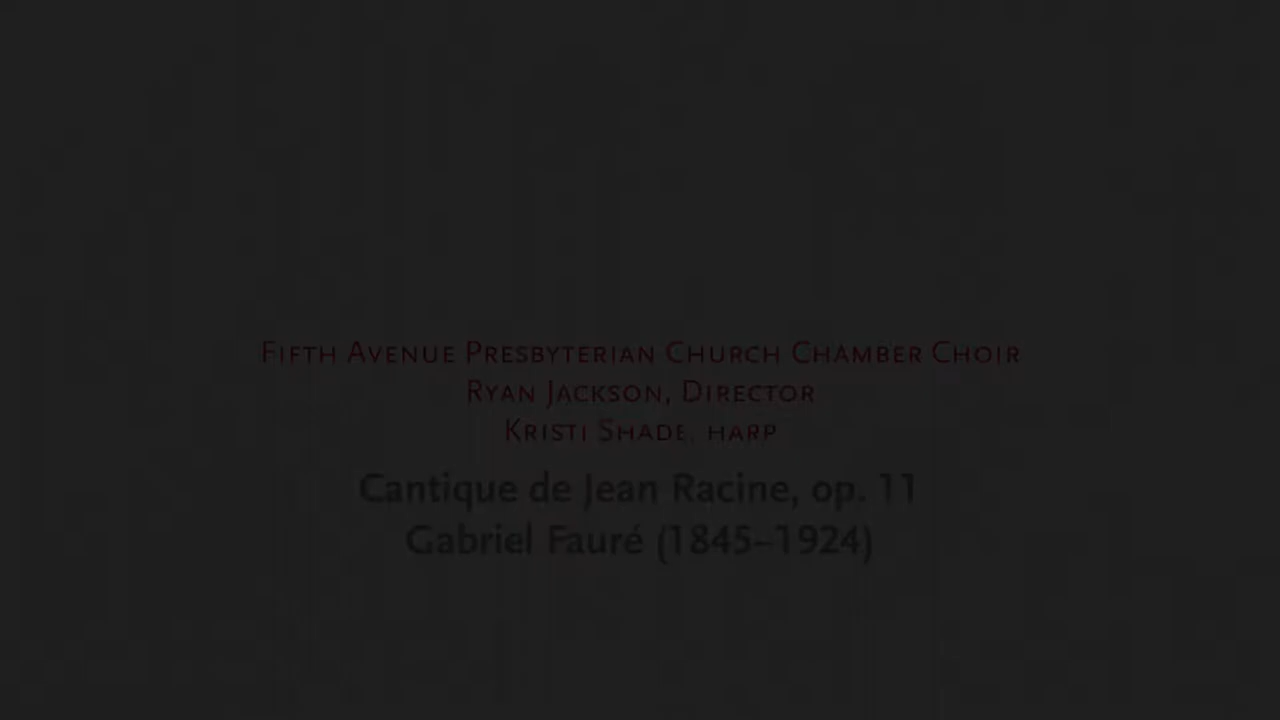 Fifth Avenue Presbyterian Church Chamber Choir
Ryan Jackson, Director
Kristi Shade, harp
Cantique de Jean Racine, op. 11
Gabriel Fauré (1845–1924)